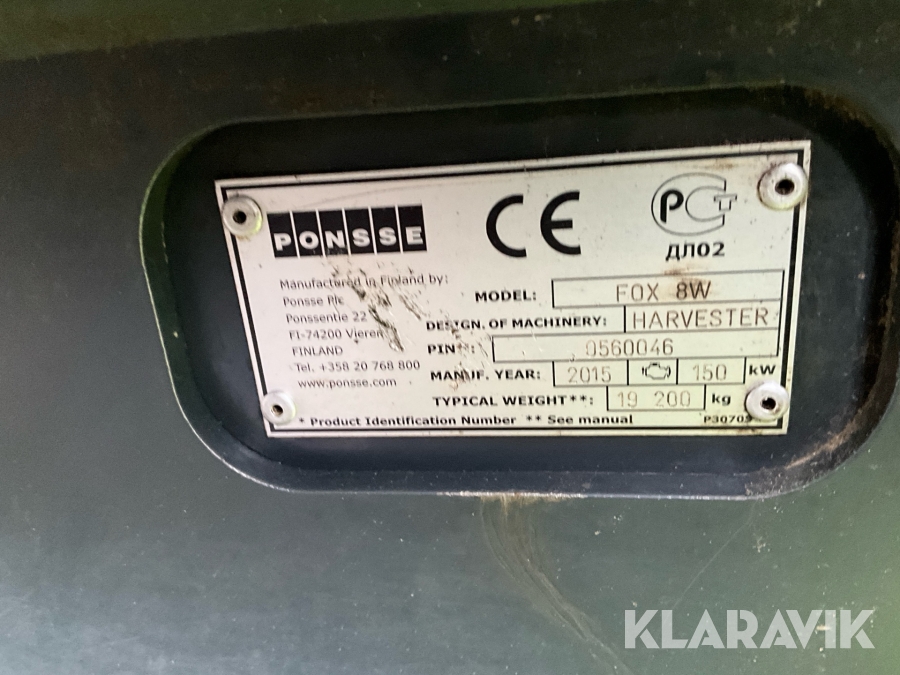 PONSSE
CE
PCT
ДЛ02
Manufactured in Finland by:
Ponsse Plc
Ponssentie 22
FI-74200 Vieremä
FINLAND
Tel. +358 20 768 800
www.ponsse.com
MODEL: FOX 8W
DESIGN. OF MACHINERY: HARVESTER
PIN*: 0560046
MANUF. YEAR: 2015 150 kW
TYPICAL WEIGHT**: 19 200 kg
* Product Identification Number ** See manual
KLARAVIK